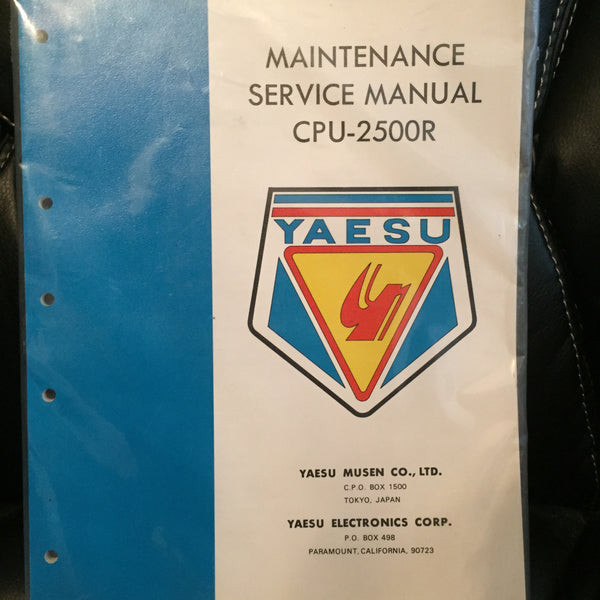 MAINTENANCE
SERVICE MANUAL
CPU-2500R
YAESU
YAESU MUSEN CO., LTD.
C.P.O. BOX 1500
TOKYO, JAPAN
YAESU ELECTRONICS CORP.
P.O. BOX 498
PARAMOUNT, CALIFORNIA, 90723